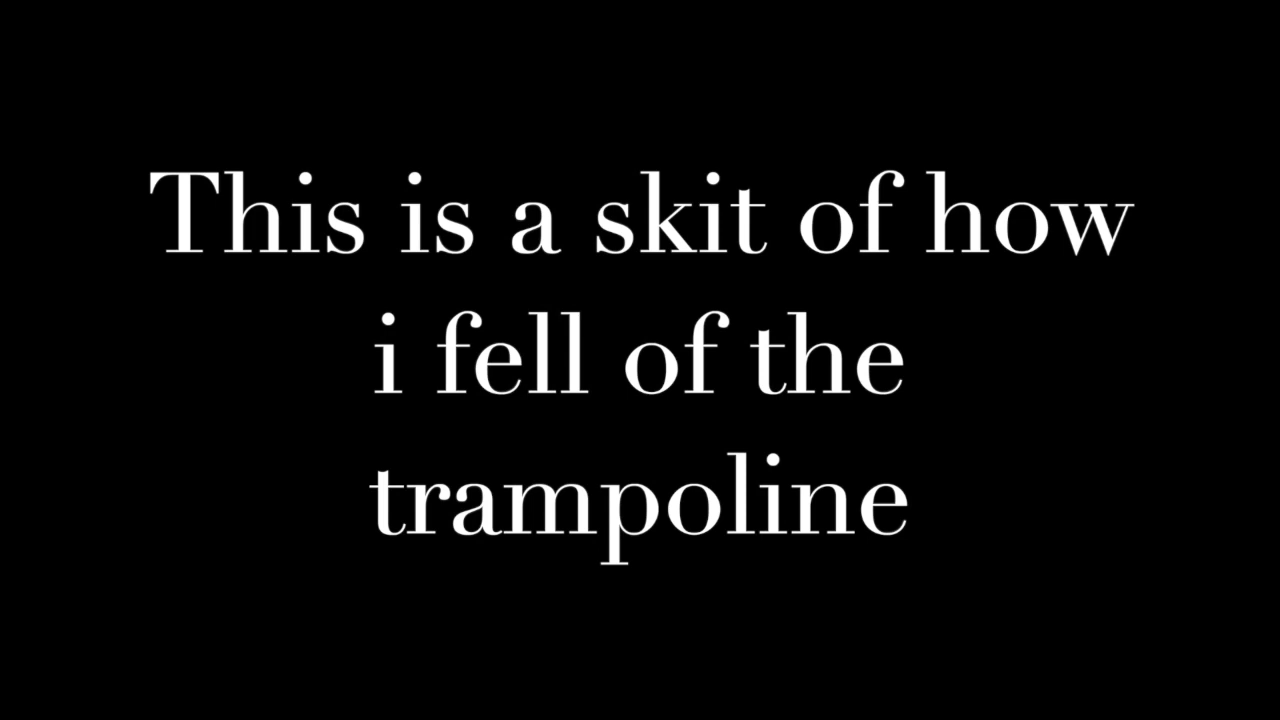 This is a skit of how
i fell of the
trampoline